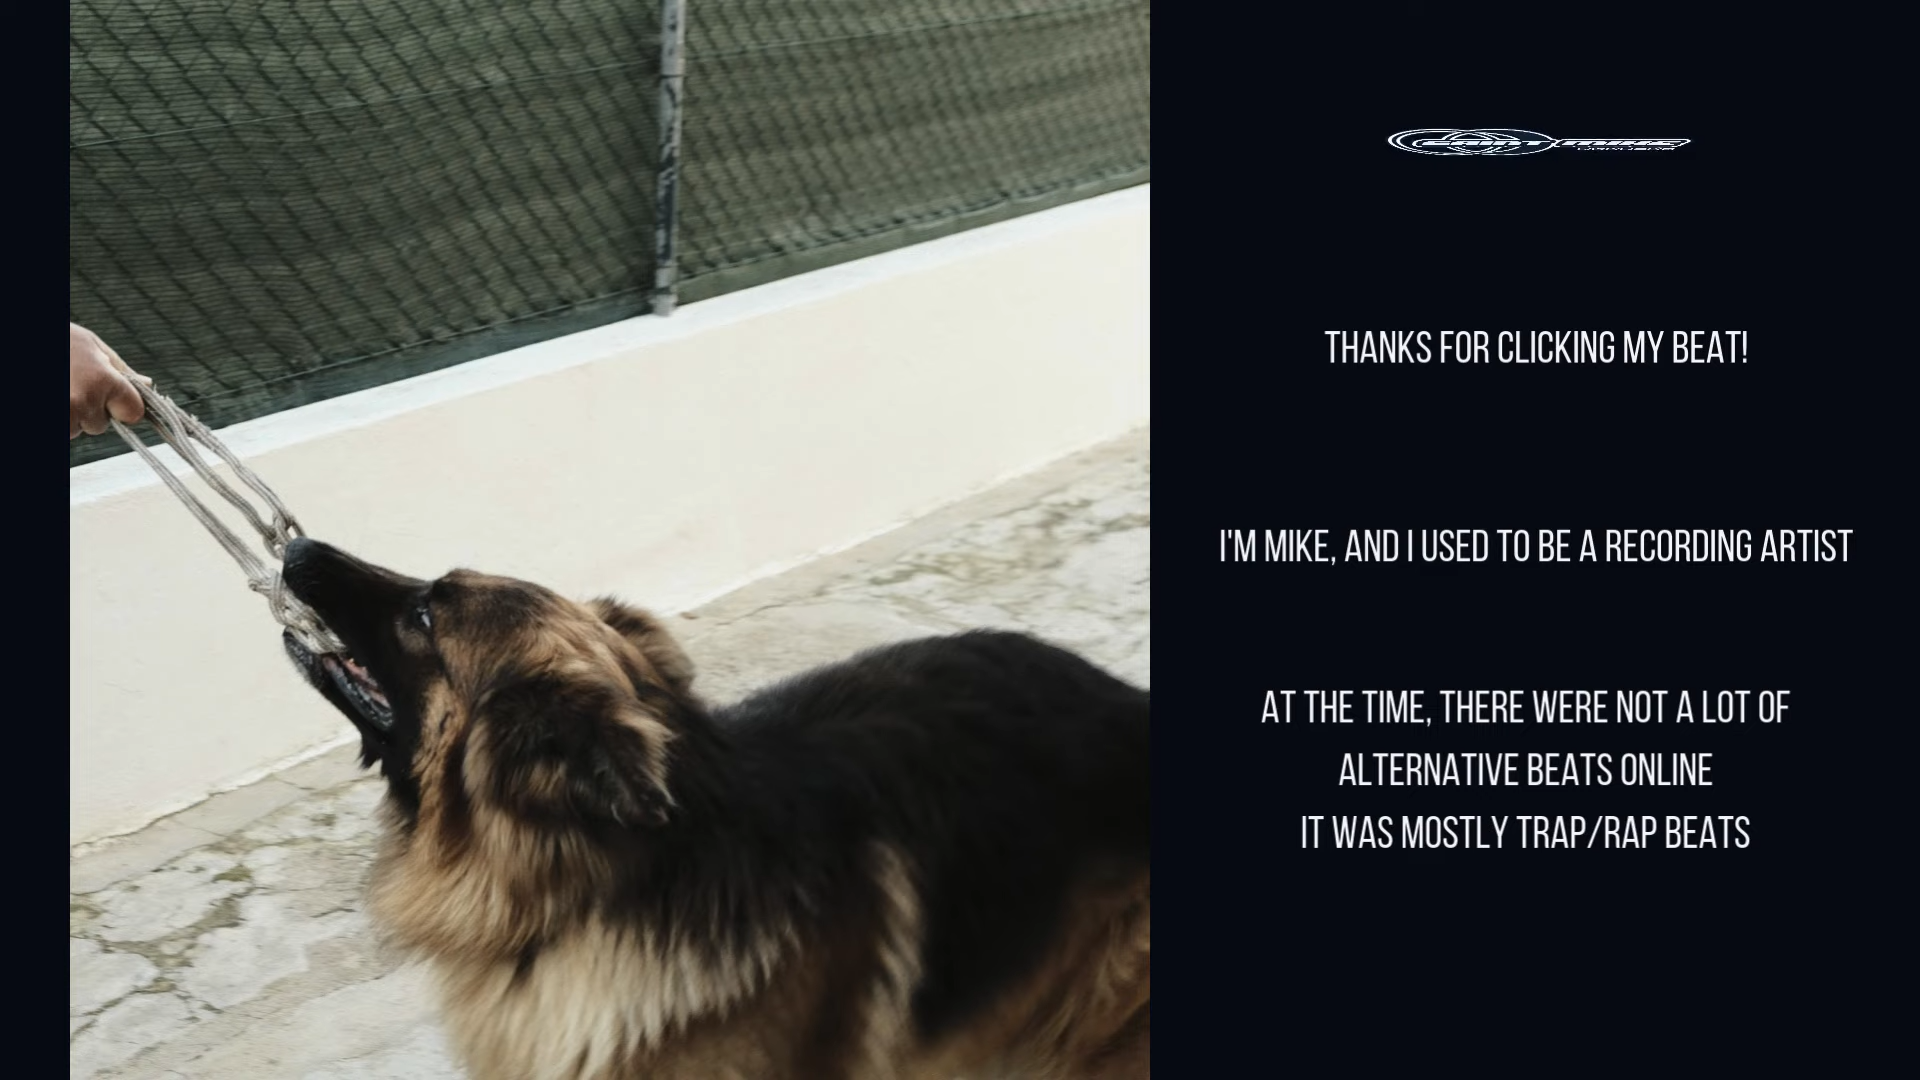 THANKS FOR CLICKING MY BEAT!
I'M MIKE, AND I USED TO BE A RECORDING ARTIST
AT THE TIME, THERE WERE NOT A LOT OF
ALTERNATIVE BEATS ONLINE
IT WAS MOSTLY TRAP/RAP BEATS